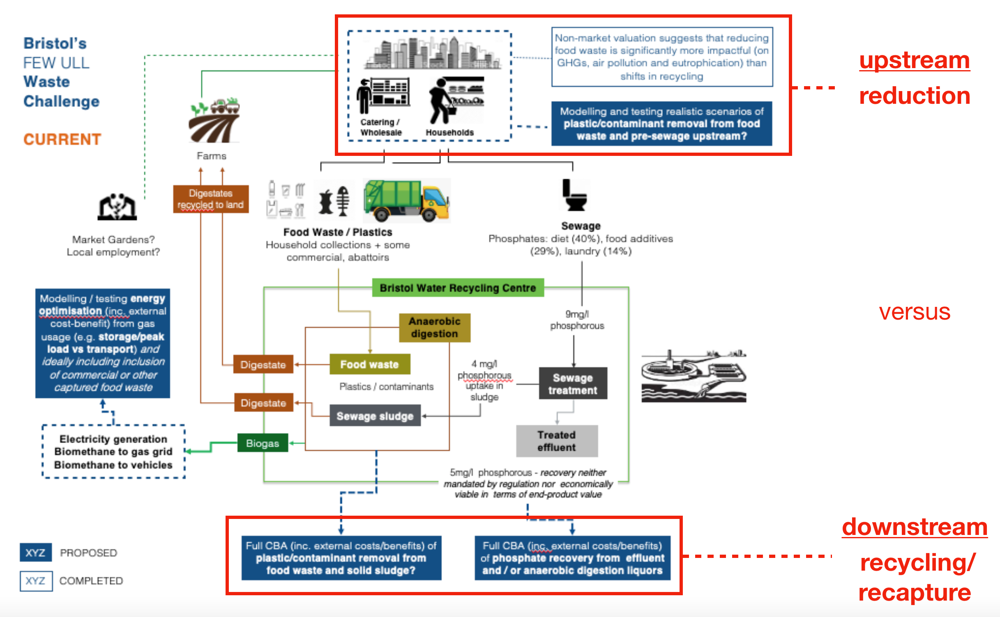 Bristol's
FEW ULL
Waste
Challenge
CURRENT
Non-market valuation suggests that reducing
food waste is significantly more impactful (on
GHGs, air pollution and eutrophication) than
shifts in recycling
Modelling and testing realistic scenarios of
plastic/contaminant removal from food
waste and pre-sewage upstream?
upstream
reduction
Catering /
Wholesale
Households
Farms
Digestates
recycled to land
Market Gardens?
Local employment?
Food Waste / Plastics
Household collections + some
commercial, abattoirs
Sewage
Phosphates: diet (40%), food additives
(29%), laundry (14%)
Bristol Water Recycling Centre
versus
Modelling / testing energy
optimisation (inc. external
cost-benefit) from gas
usage (e.g. storage/peak
load vs transport) and
ideally including inclusion
of commercial or other
captured food waste
Anaerobic
digestion
9mg/l
phosphorous
Digestate
Food waste
Plastics / contaminants
4 mg/l
phosphorous
uptake in
sludge
Sewage
treatment
Digestate
Sewage sludge
Treated
effluent
Biogas
Electricity generation
Biomethane to gas grid
Biomethane to vehicles
5mg/l phosphorous - recovery neither
mandated by regulation nor economically
viable in terms of end-product value
Full CBA (inc. external costs/benefits) of
plastic/contaminant removal from
food waste and solid sludge?
Full CBA (inc. external costs/benefits)
of phosphate recovery from effluent
and / or anaerobic digestion liquors
downstream
recycling/
recapture
XYZ PROPOSED
XYZ COMPLETED